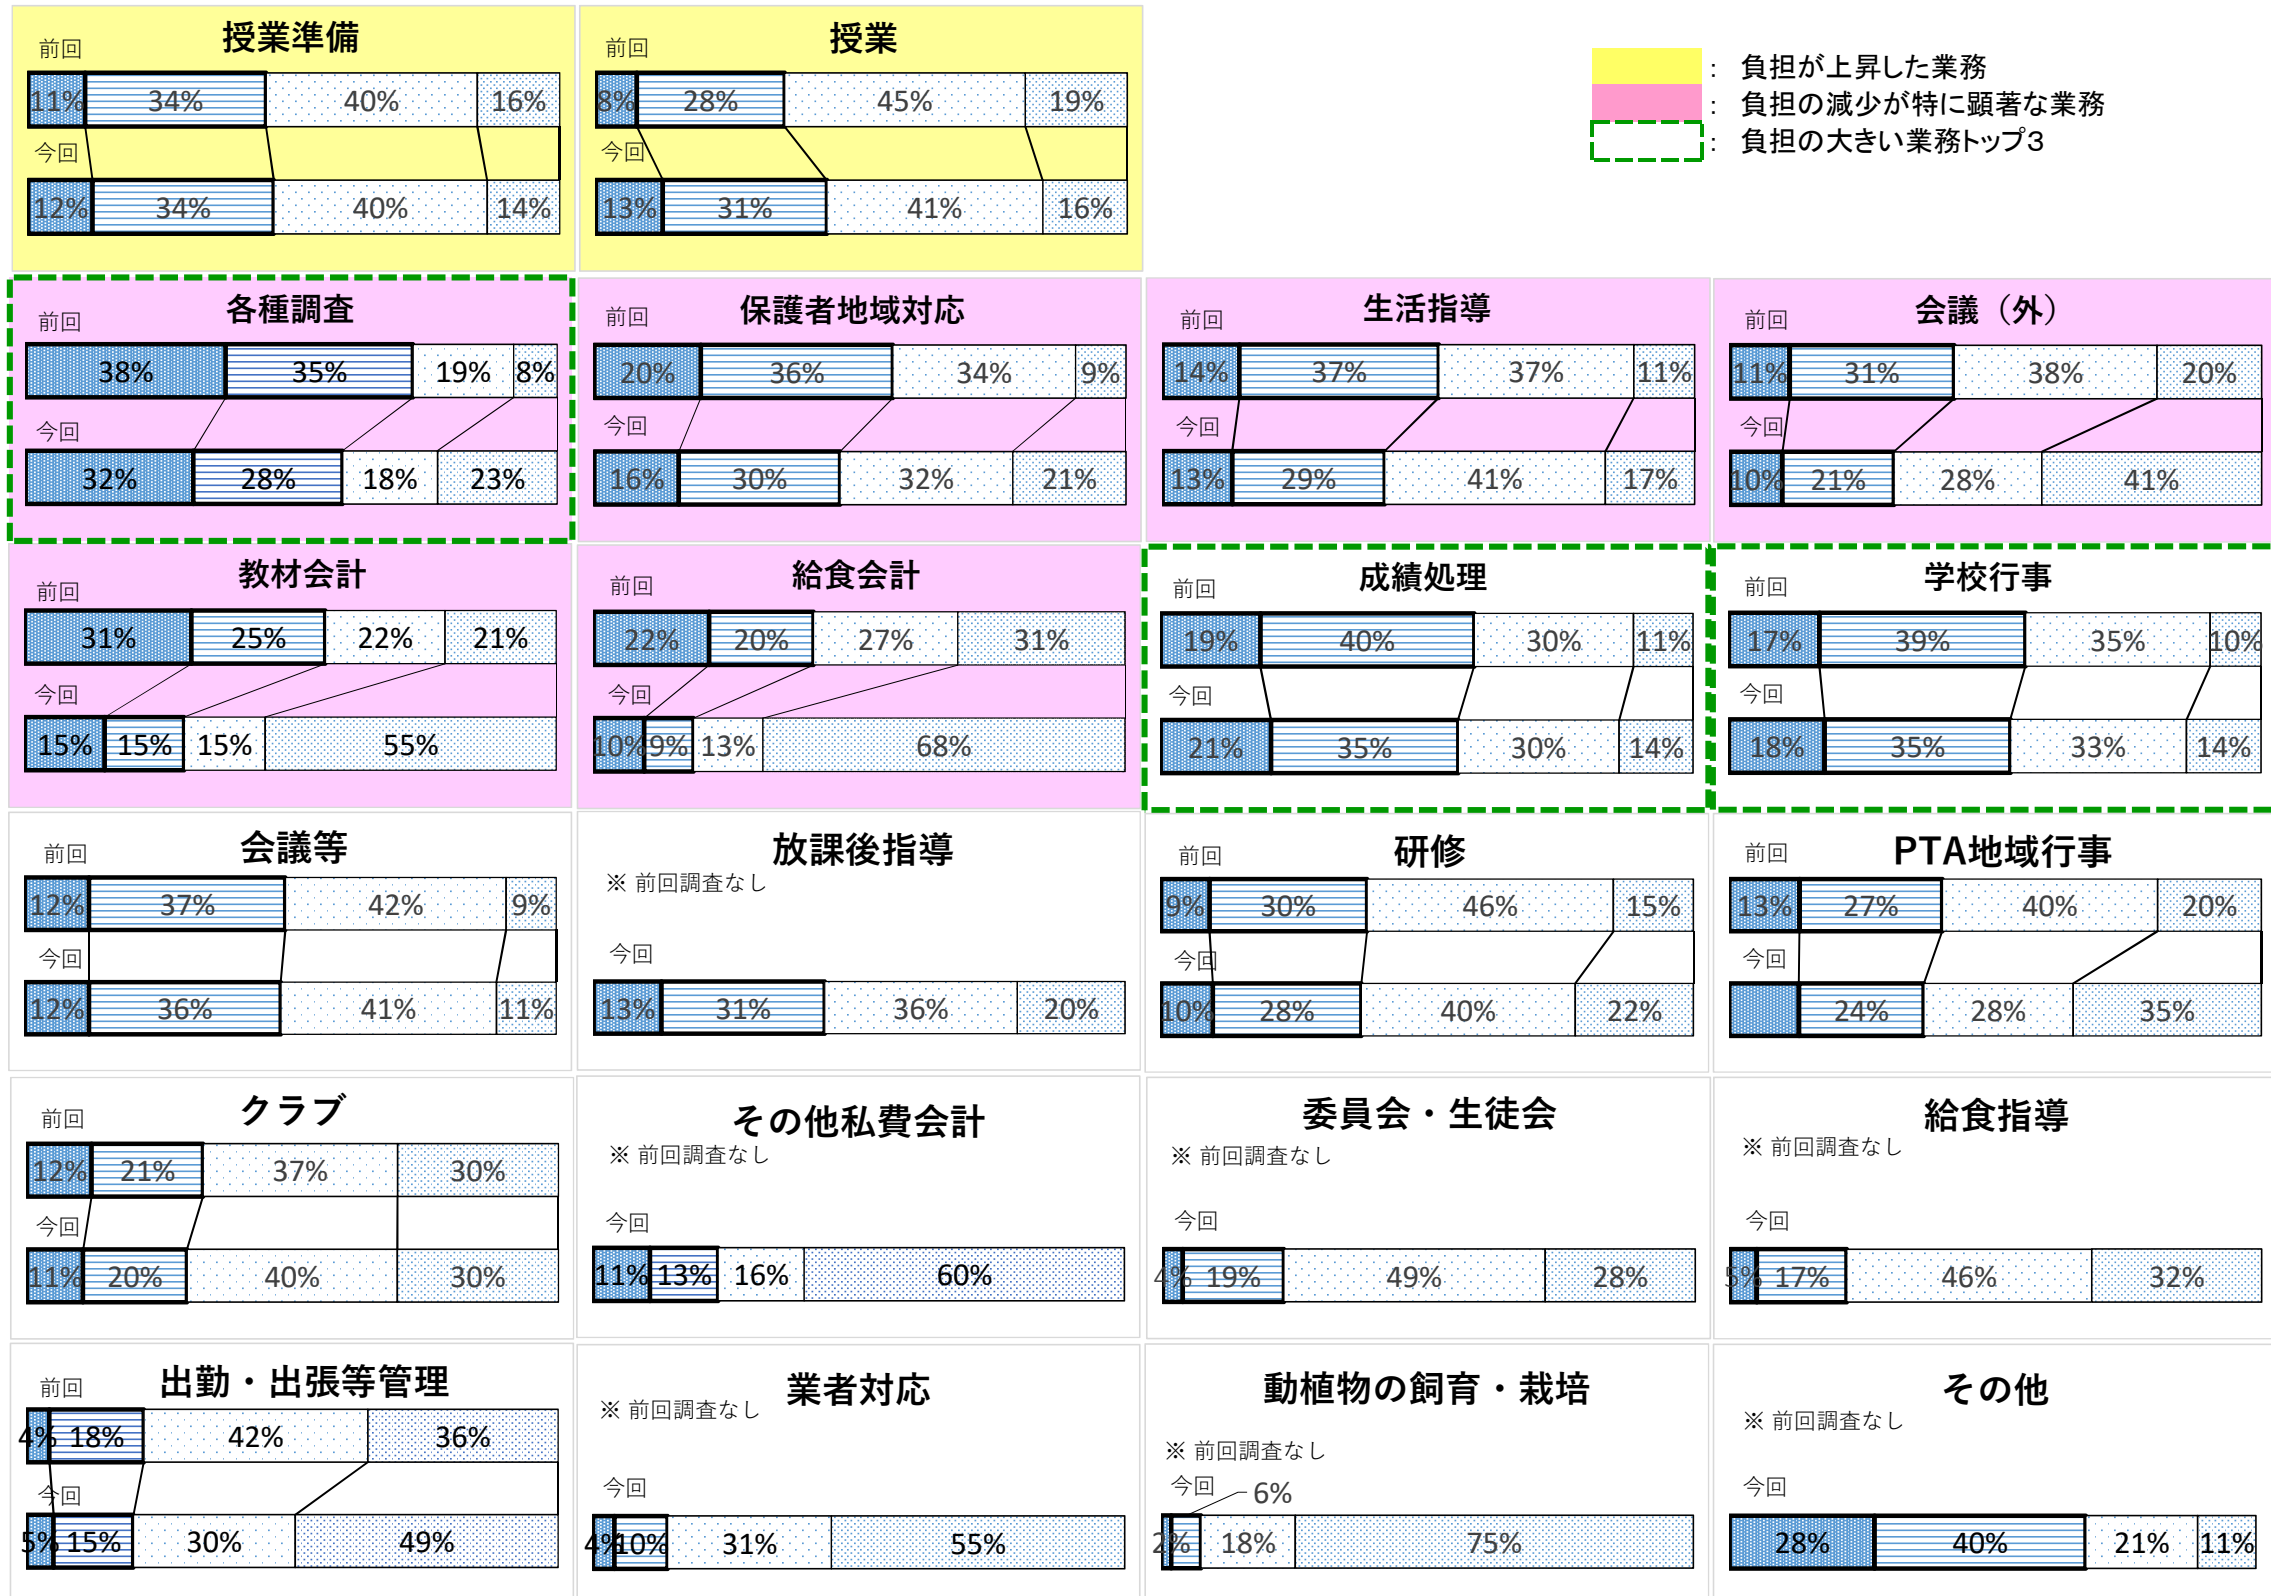 授業準備
前回
11% 34% 40% 16%
今回
12% 34% 40% 14%
授業
前回
8% 28% 45% 19%
今回
13% 31% 41% 16%
： 負担が上昇した業務
： 負担の減少が特に顕著な業務
： 負担の大きい業務トップ3
各種調査
前回
38% 35% 19% 8%
今回
32% 28% 18% 23%
保護者地域対応
前回
20% 36% 34% 9%
今回
16% 30% 32% 21%
生活指導
前回
14% 37% 37% 11%
今回
13% 29% 41% 17%
会議（外）
前回
11% 31% 38% 20%
今回
10% 21% 28% 41%
教材会計
前回
31% 25% 22% 21%
今回
15% 15% 15% 55%
給食会計
前回
22% 20% 27% 31%
今回
10% 9% 13% 68%
成績処理
前回
19% 40% 30% 11%
今回
21% 35% 30% 14%
学校行事
前回
17% 39% 35% 10%
今回
18% 35% 33% 14%
会議等
前回
12% 37% 42% 9%
今回
12% 36% 41% 11%
放課後指導
※ 前回調査なし
今回
13% 31% 36% 20%
研修
前回
9% 30% 46% 15%
今回
10% 28% 40% 22%
PTA地域行事
前回
13% 27% 40% 20%
今回
24% 28% 35%
クラブ
前回
12% 21% 37% 30%
今回
11% 20% 40% 30%
その他私費会計
※ 前回調査なし
今回
11% 13% 16% 60%
委員会・生徒会
※ 前回調査なし
今回
4% 19% 49% 28%
給食指導
※ 前回調査なし
今回
5% 17% 46% 32%
出勤・出張等管理
前回
4% 18% 42% 36%
今回
5% 15% 30% 49%
業者対応
※ 前回調査なし
今回
4% 10% 31% 55%
動植物の飼育・栽培
※ 前回調査なし
今回
6%
2% 18% 75%
その他
※ 前回調査なし
今回
28% 40% 21% 11%